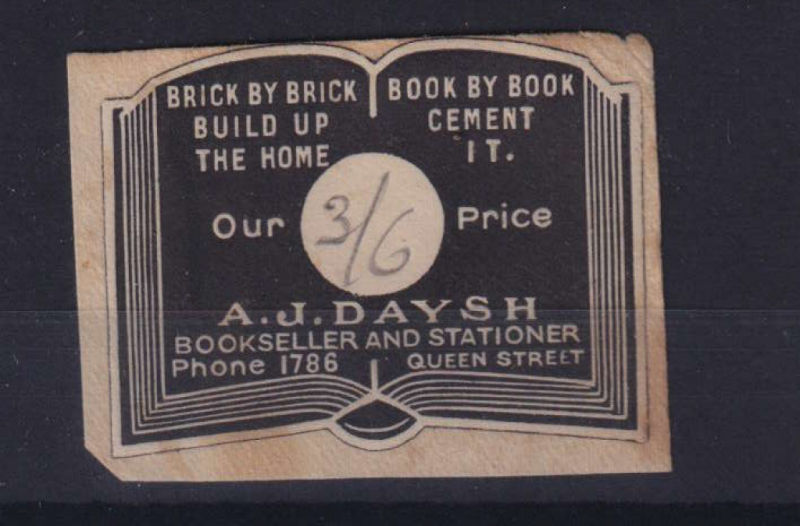 BRICK BY BRICK
BUILD UP
THE HOME
BOOK BY BOOK
CEMENT
IT.
Our 3/6 Price
A.J. DAYSH
BOOKSELLER AND STATIONER
Phone 1786 QUEEN STREET